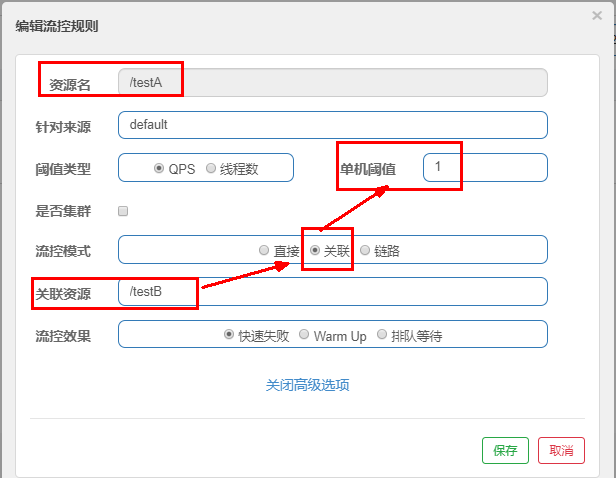 编辑流控规则 ×
资源名 /testA
针对来源 default
阈值类型 QPS 线程数 单机阈值 1
是否集群
流控模式 直接 关联 链路
关联资源 /testB
流控效果 快速失败 Warm Up 排队等待
关闭高级选项
保存 取消